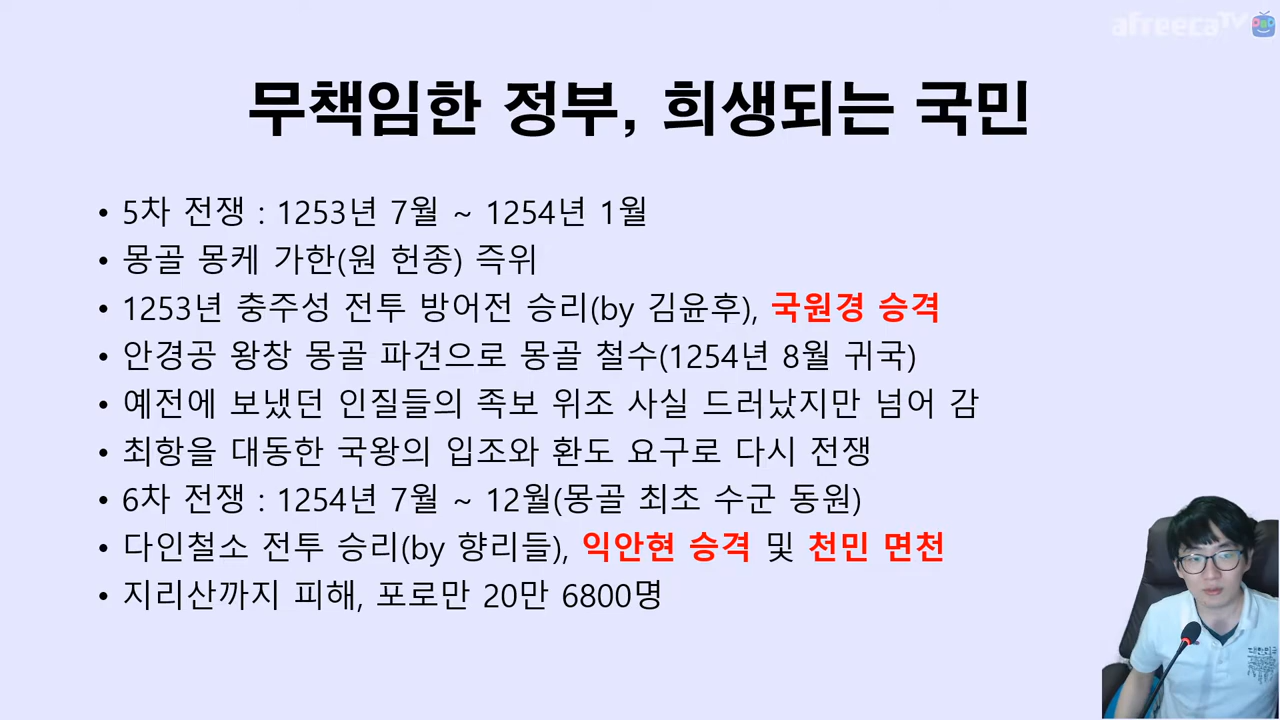 afreecaTV
무책임한 정부, 희생되는 국민
• 5차 전쟁 : 1253년 7월 ~ 1254년 1월
• 몽골 몽케 가한(원 헌종) 즉위
• 1253년 충주성 전투 방어전 승리(by 김윤후), 국원경 승격
• 안경공 왕창 몽골 파견으로 몽골 철수(1254년 8월 귀국)
• 예전에 보냈던 인질들의 족보 위조 사실 드러났지만 넘어 감
• 최항을 대동한 국왕의 입조와 환도 요구로 다시 전쟁
• 6차 전쟁 : 1254년 7월 ~ 12월(몽골 최초 수군 동원)
• 다인철소 전투 승리(by 향리들), 익안현 승격 및 천민 면천
• 지리산까지 피해, 포로만 20만 6800명
대한민국